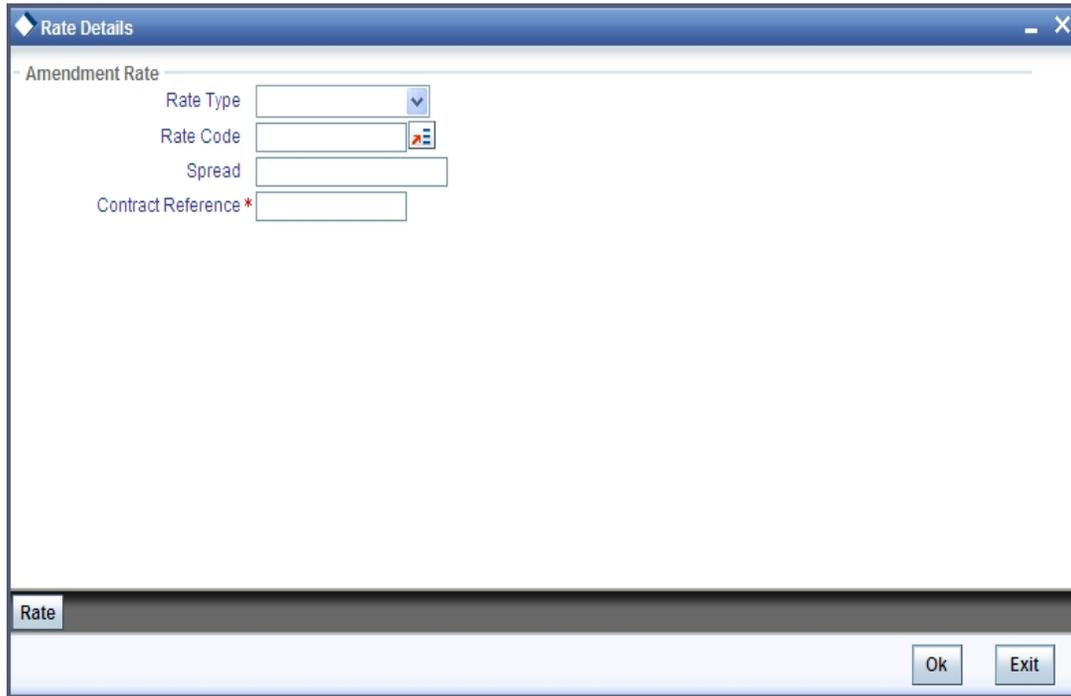 Rate Details
Amendment Rate
Rate Type
Rate Code
Spread
Contract Reference *
Rate
Ok Exit